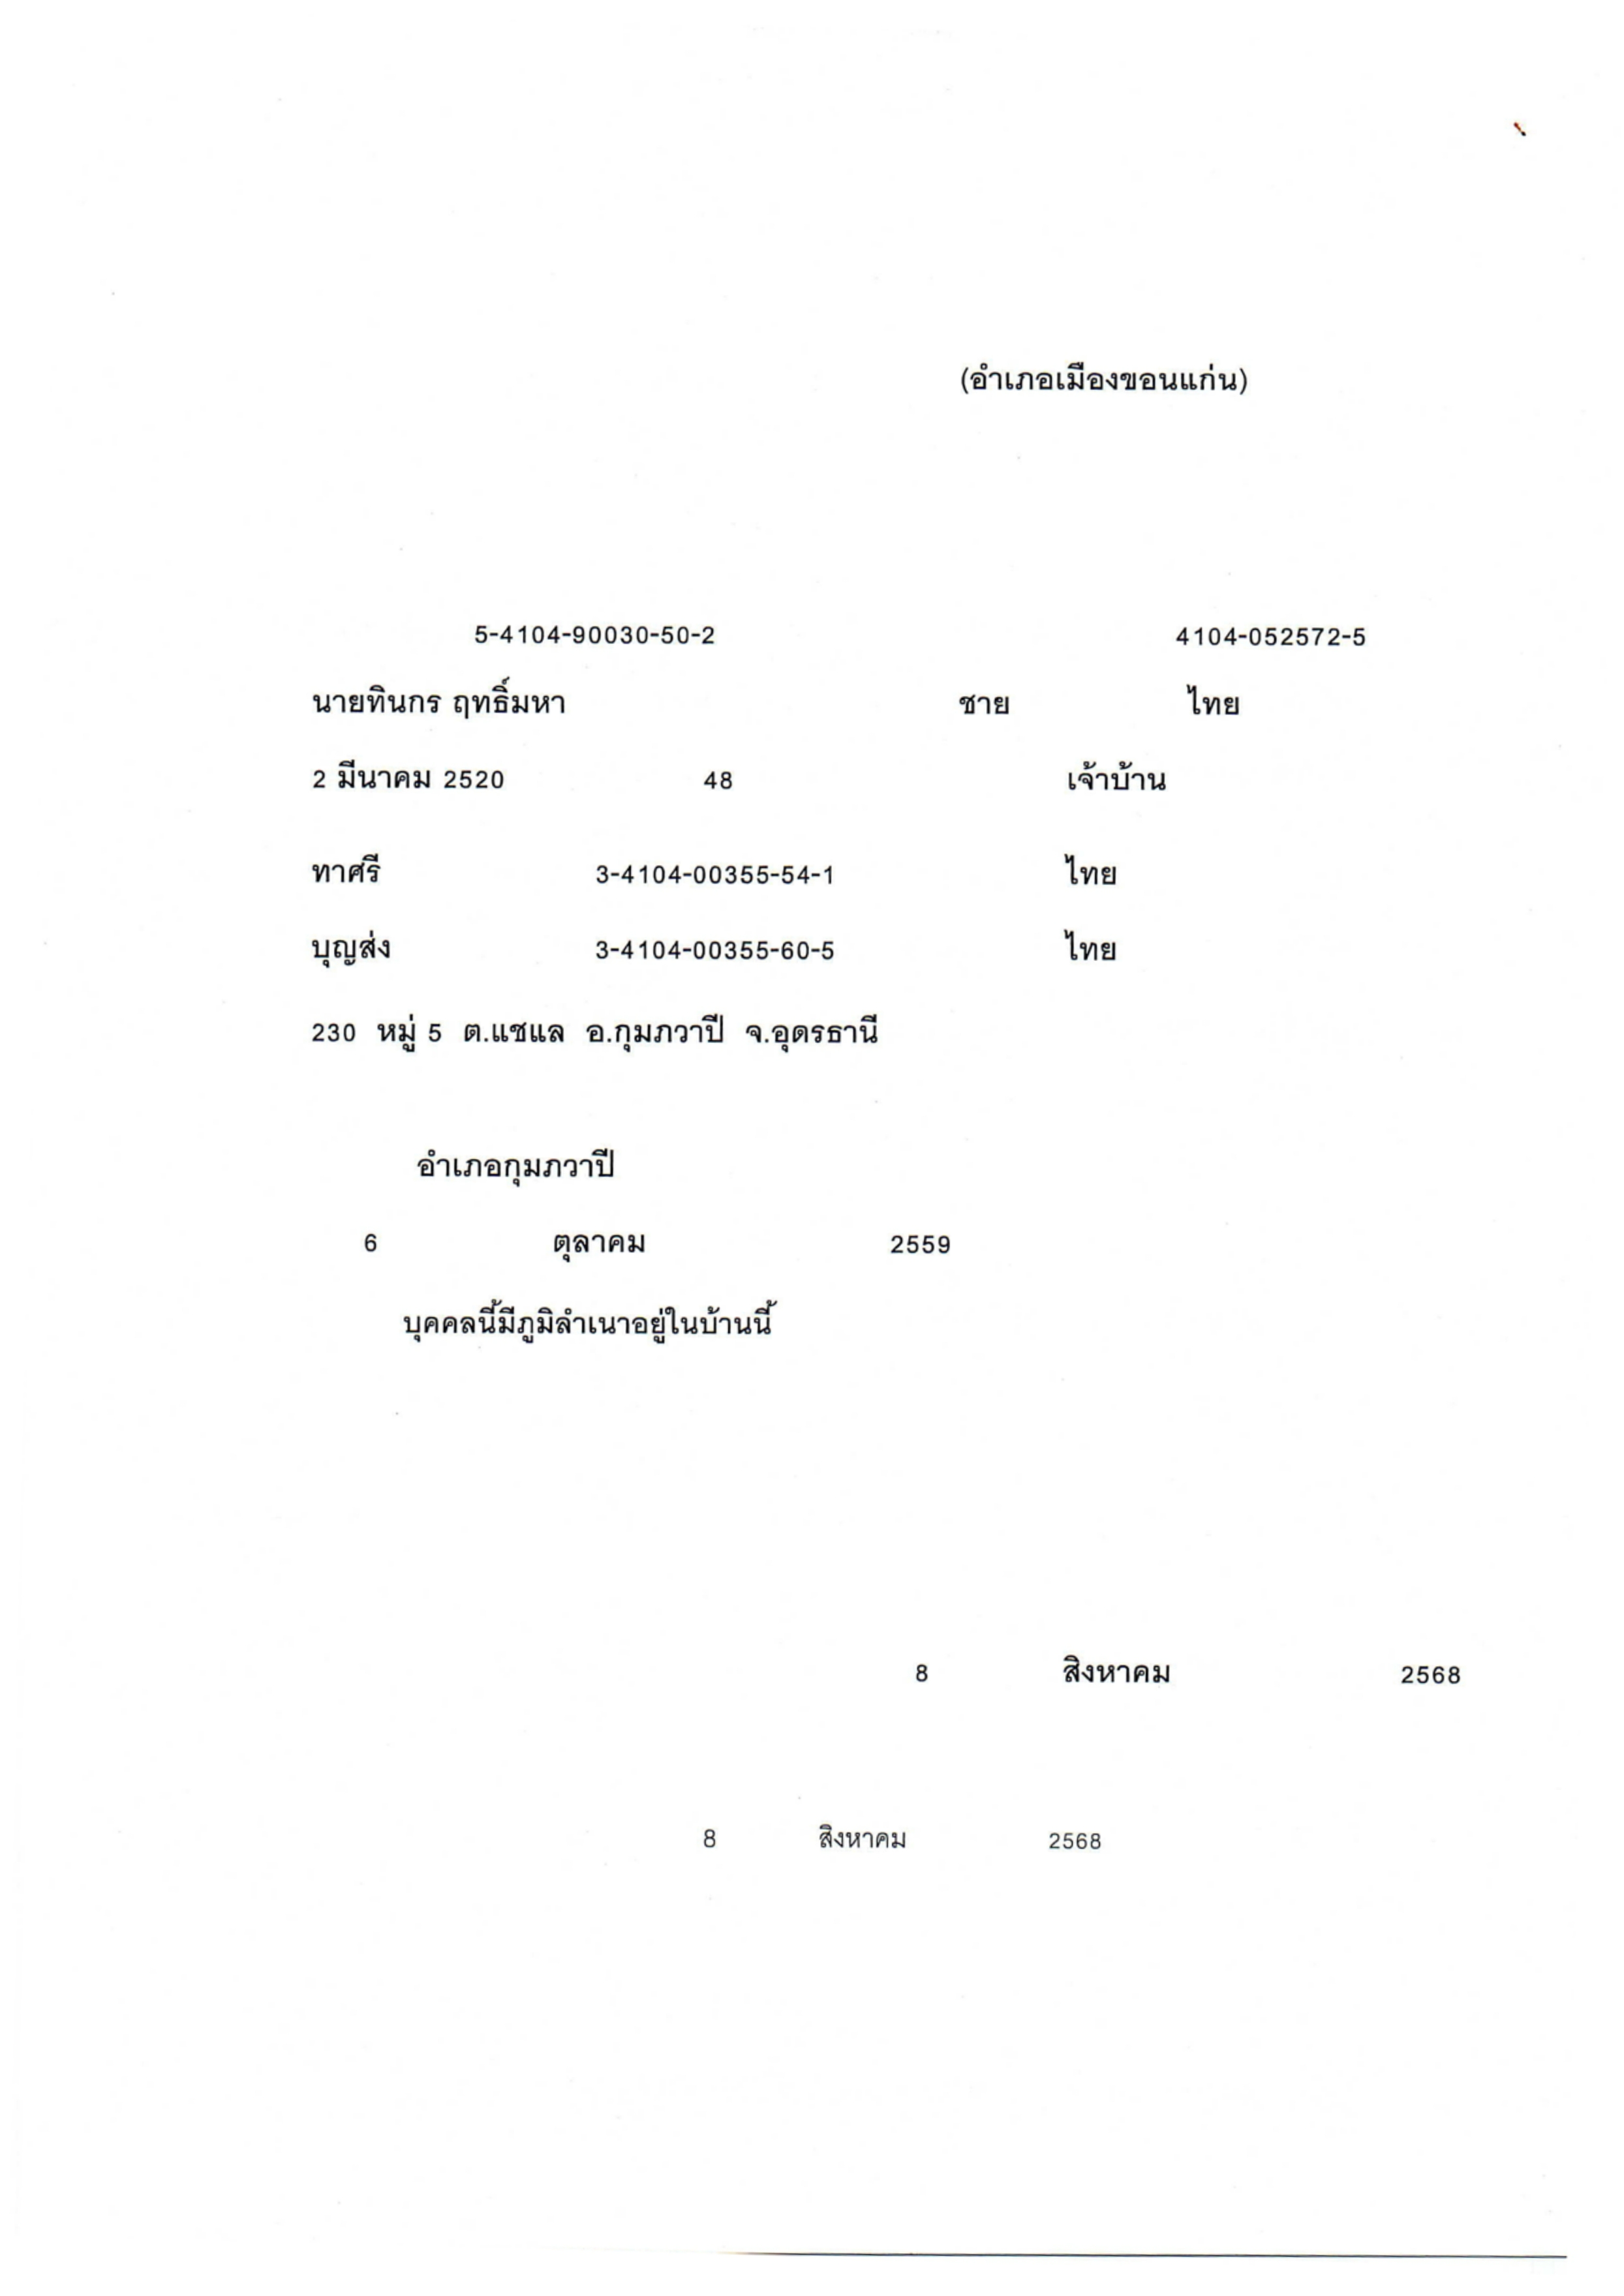 (อำเภอเมืองขอนแก่น)
5-4104-90030-50-2 4104-052572-5
นายทินกร ฤทธิ์มหา ชาย ไทย
2 มีนาคม 2520 48 เจ้าบ้าน
ทาศรี 3-4104-00355-54-1 ไทย
บุญส่ง 3-4104-00355-60-5 ไทย
230 หมู่ 5 ต.แชแล อ.กุมภวาปี จ.อุดรธานี
อำเภอกุมภวาปี
6 ตุลาคม 2559
บุคคลนี้มีภูมิลำเนาอยู่ในบ้านนี้
8 สิงหาคม 2568
8 สิงหาคม 2568